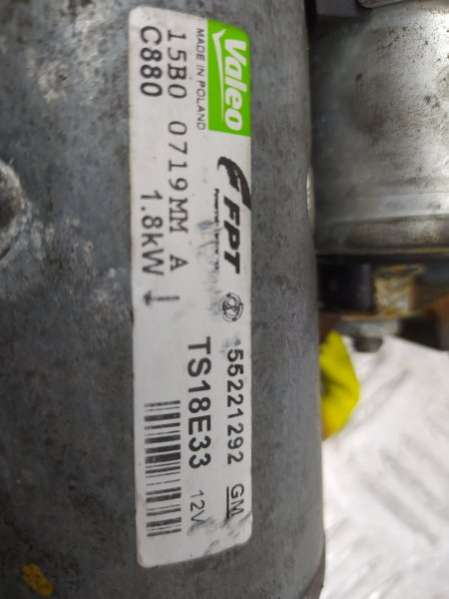 Valeo
MADE IN POLAND
FPT
55221292 GM
TS18E33 12V
15B0 0719MM A
C880 1.8kW